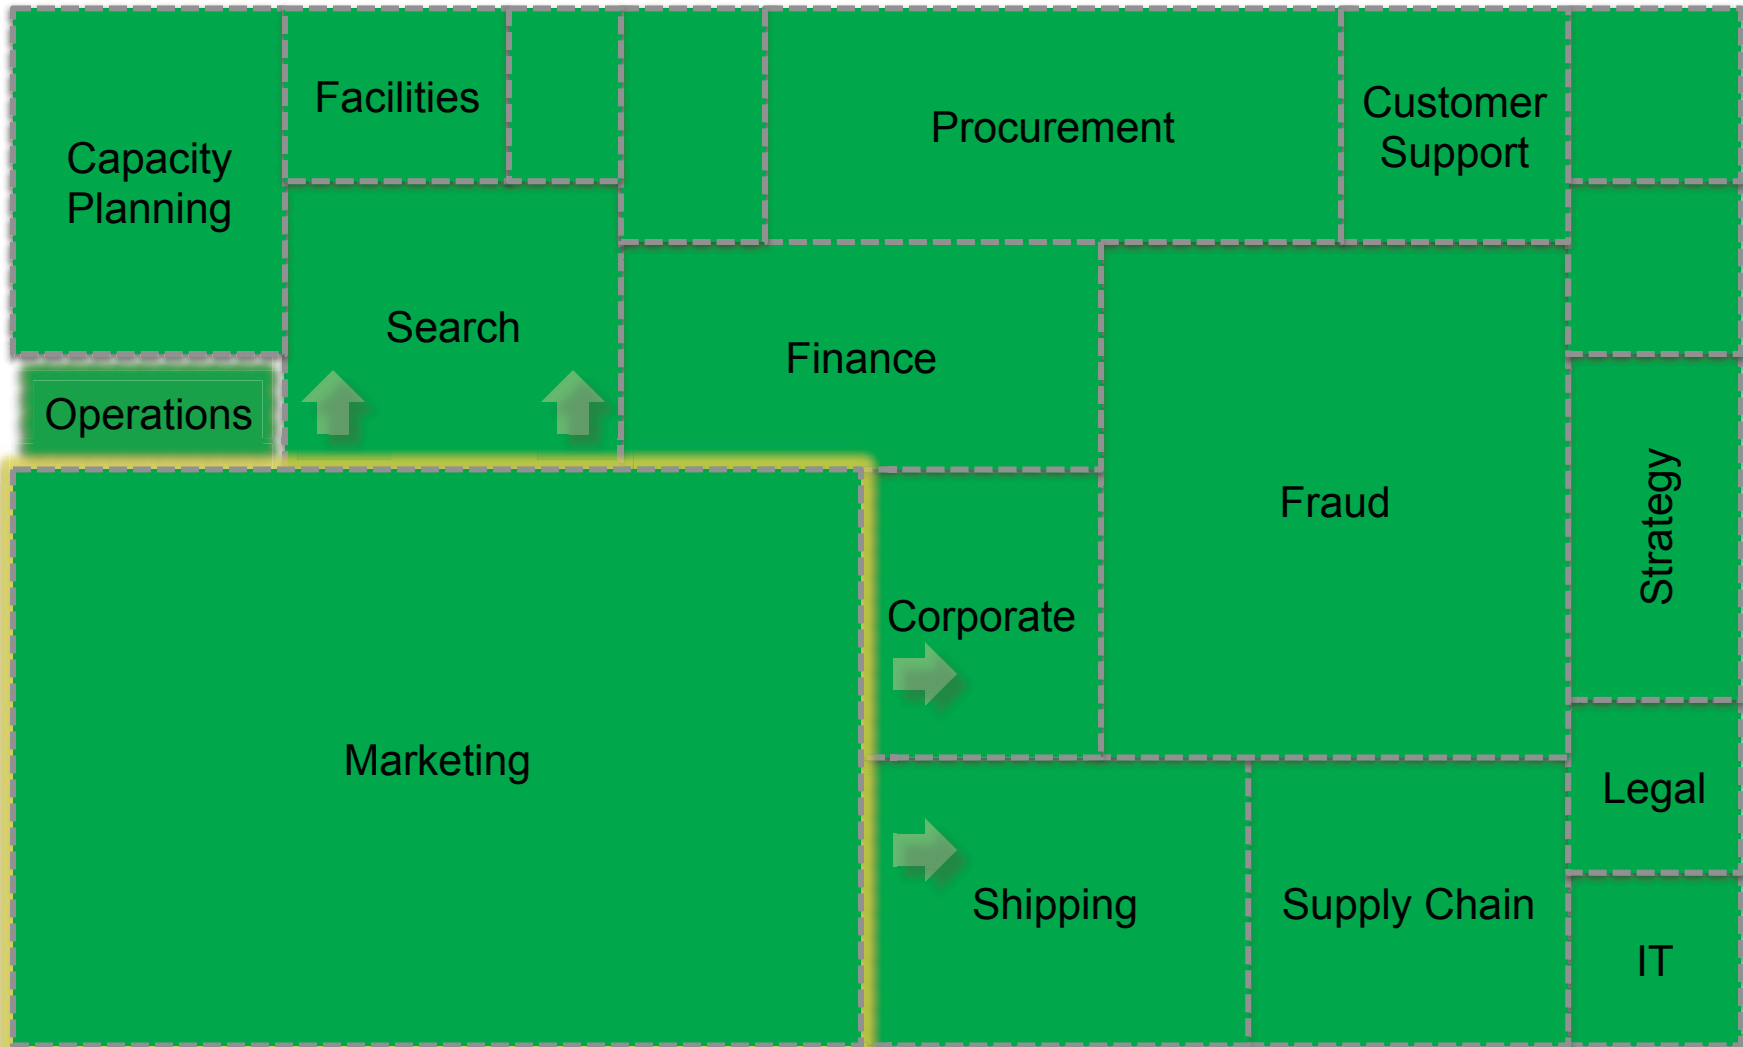 Facilities
Capacity
Planning
Procurement
Customer
Support
Search
Finance
Operations
Fraud
Strategy
Corporate
Marketing
Legal
Shipping
Supply Chain
IT